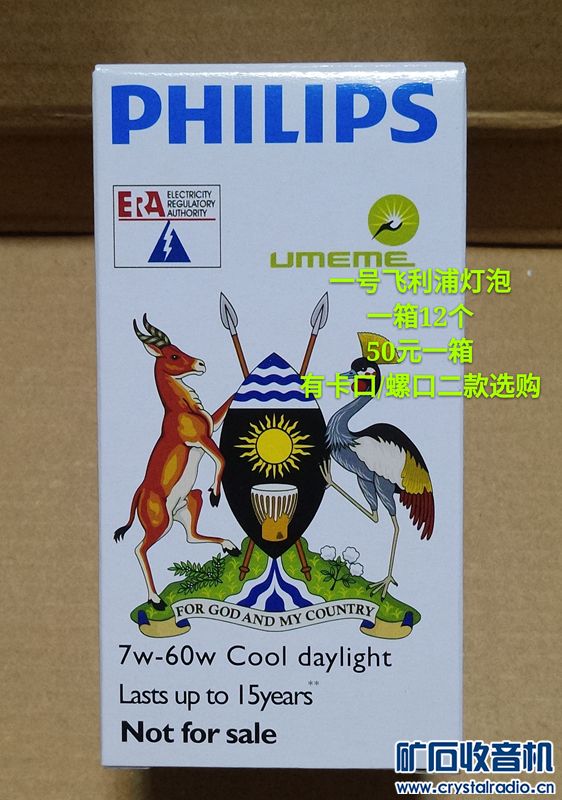 PHILIPS
ERA ELECTRICITY
REGULATORY
AUTHORITY
UMEME
一号飞利浦灯泡
一箱12个
50元一箱
有卡口/螺口二款选购
FOR GOD AND MY COUNTRY
7w-60w Cool daylight
Lasts up to 15years**
Not for sale
矿石收音机
www.crystalradio.cn